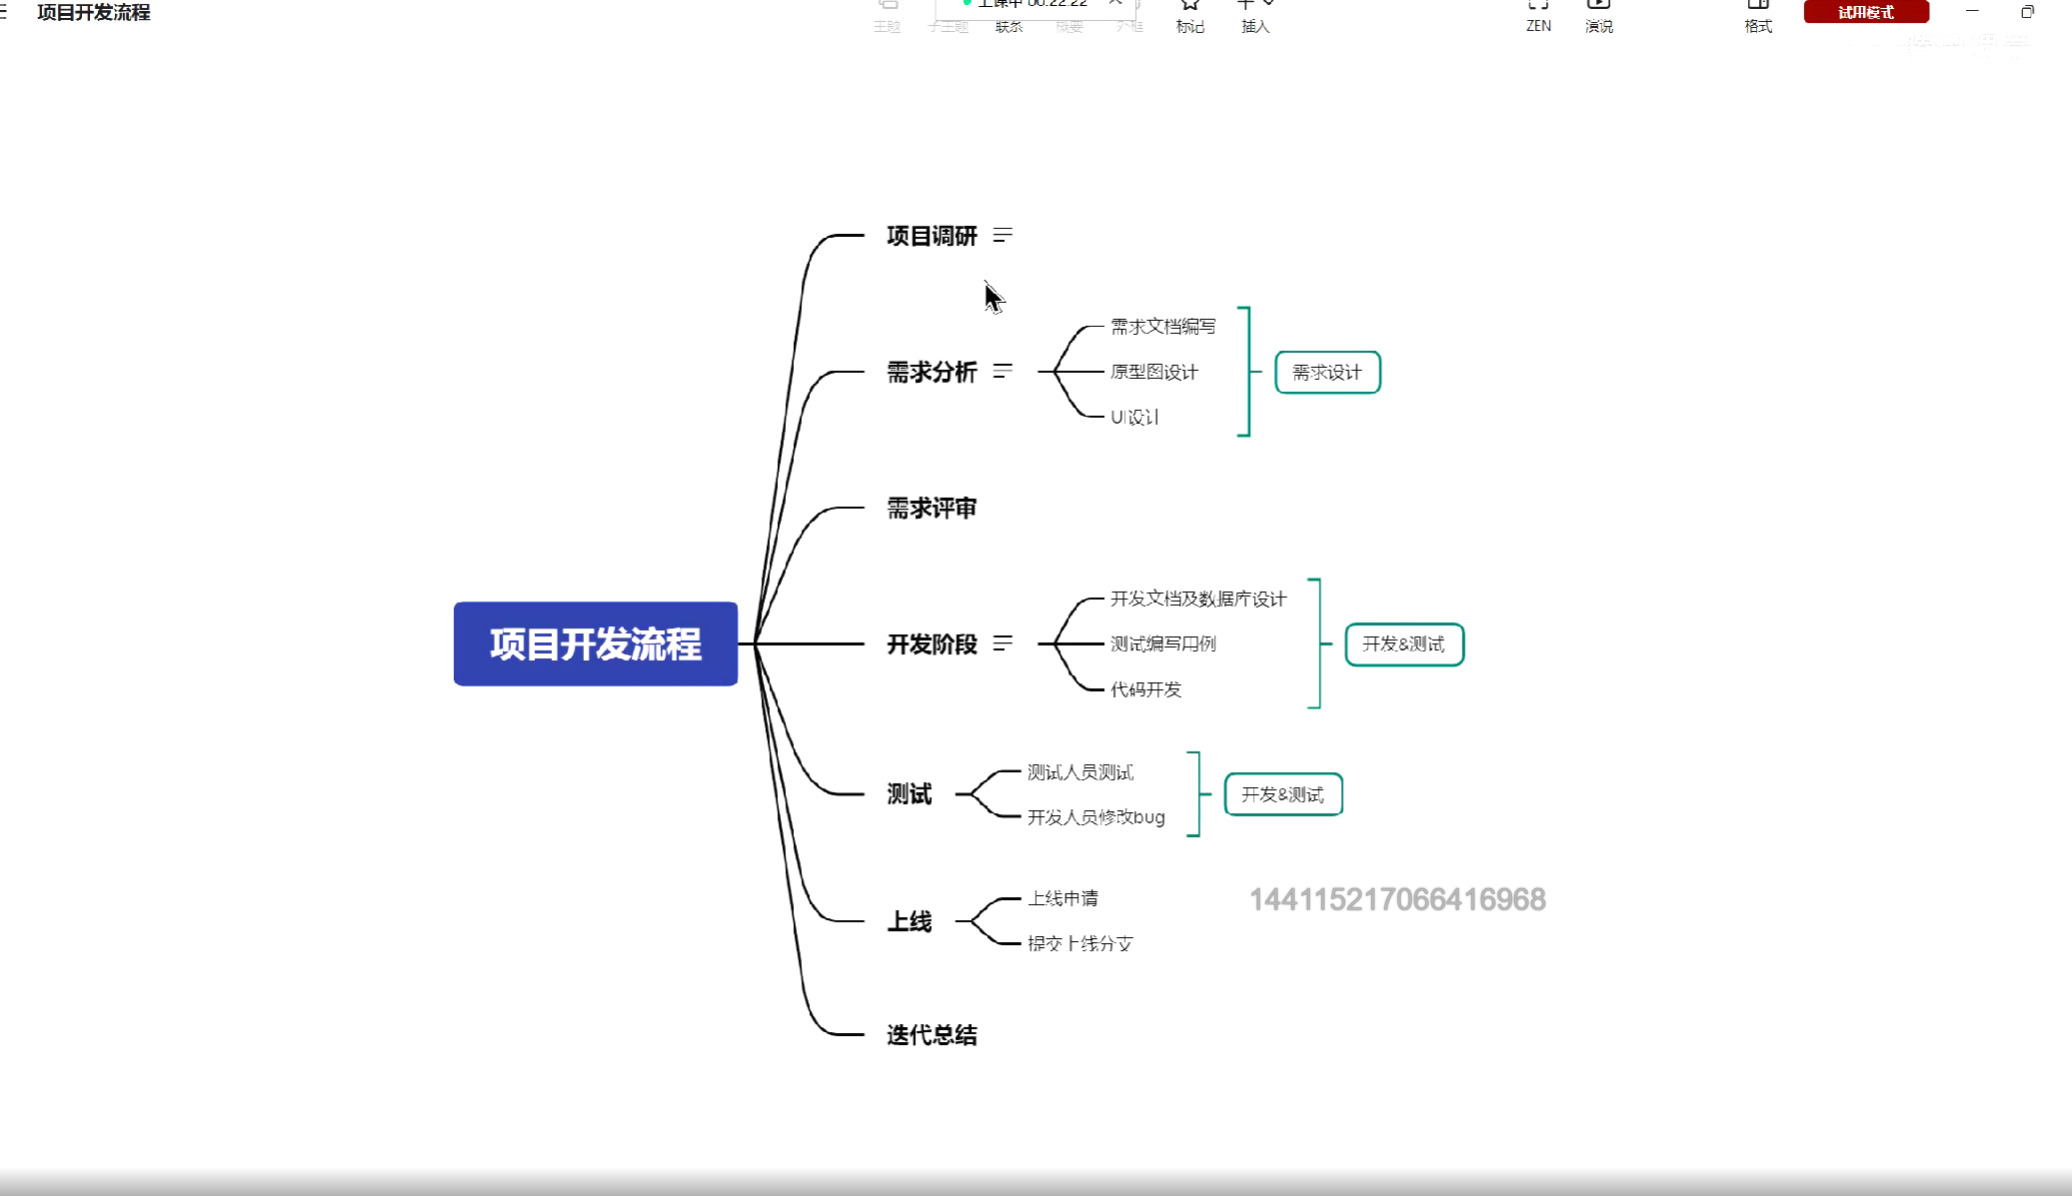 项目开发流程
上课中 00:22:22
主题 子主题 联系 概要 外框 标记 插入 ZEN 演说 格式 试用模式
项目调研
需求分析
需求文档编写
原型图设计
UI设计
需求设计
需求评审
项目开发流程
开发阶段
开发文档及数据库设计
测试编写用例
代码开发
开发&测试
测试
测试人员测试
开发人员修改bug
开发&测试
上线
上线申请
提交上线分支
144115217066416968
迭代总结